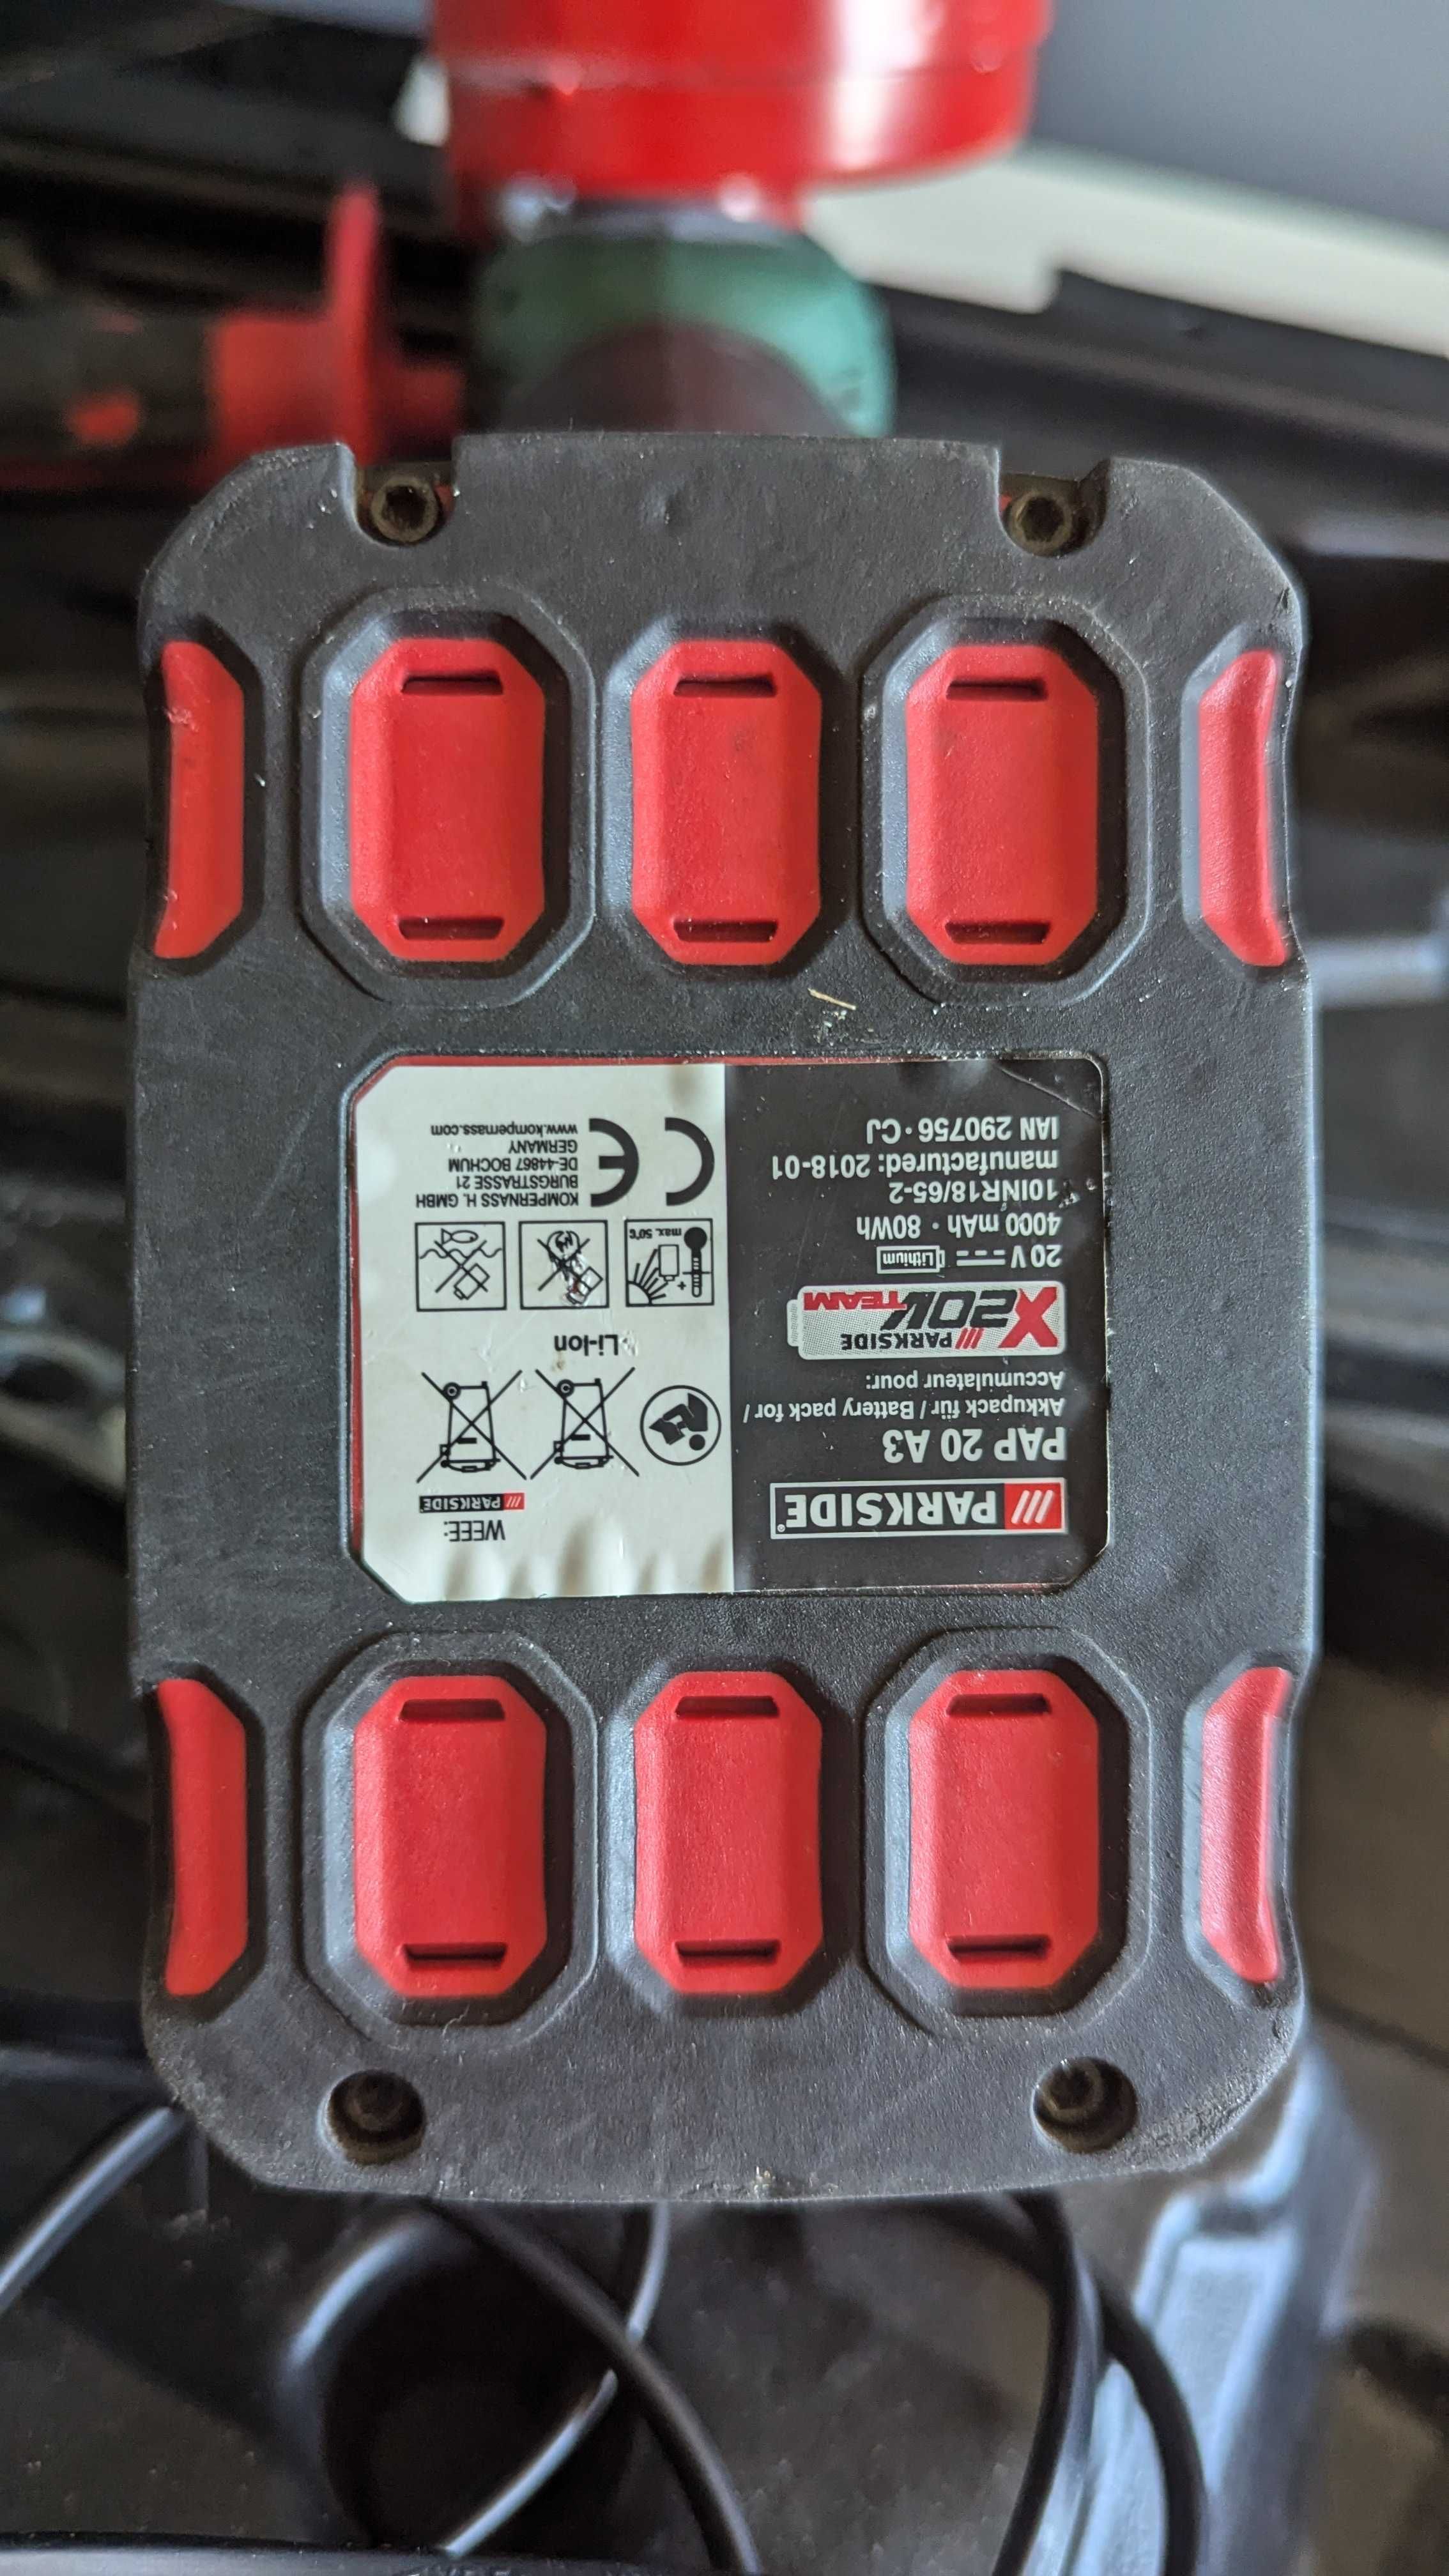 PARKSIDE®
PAP 20 A3
Akkupack für / Battery pack for /
Accumulateur pour:
PARKSIDE
X20V TEAM
20 V Lithium
4000 mAh · 80Wh
10INR18/65-2
manufactured: 2018-01
IAN 290756·CJ
WEEE:
PARKSIDE
Li-Ion
max. 50°C
KOMPERNASS H. GMBH
BURGSTRASSE 21
DE-44867 BOCHUM
GERMANY
www.kompernass.com
CE